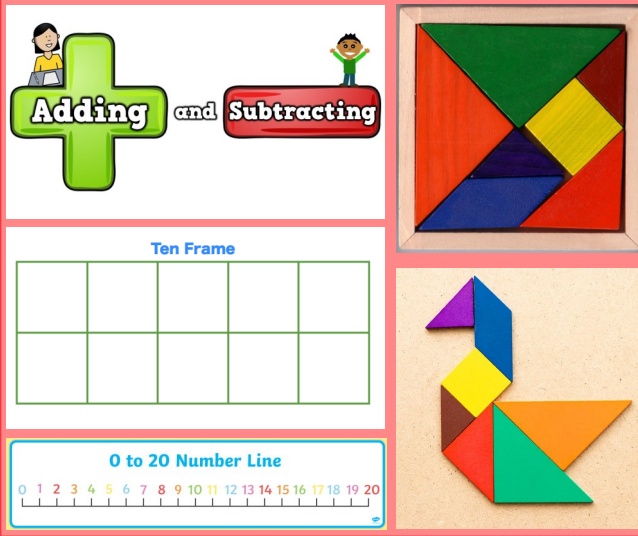 Adding and Subtracting
Ten Frame
0 to 20 Number Line
0 1 2 3 4 5 6 7 8 9 10 11 12 13 14 15 16 17 18 19 20